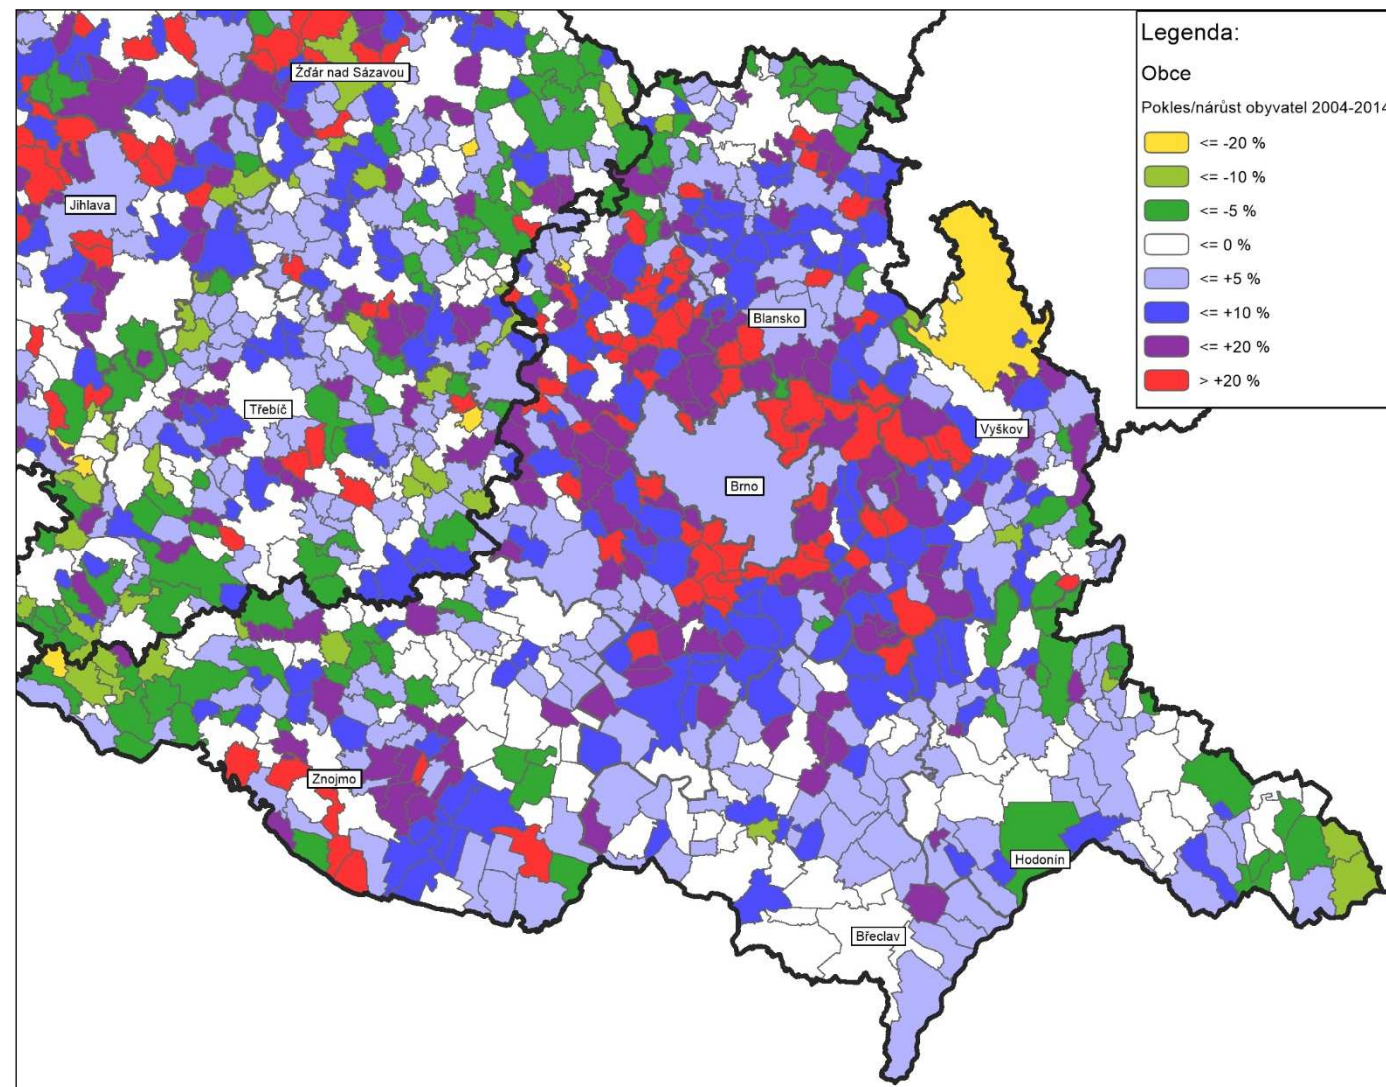 Legenda:
Obce
Pokles/nárůst obyvatel 2004-2014
<= -20 %
<= -10 %
<= -5 %
<= 0 %
<= +5 %
<= +10 %
<= +20 %
> +20 %
Žďár nad Sázavou
Jihlava
Blansko
Třebíč
Vyškov
Brno
Znojmo
Hodonín
Břeclav